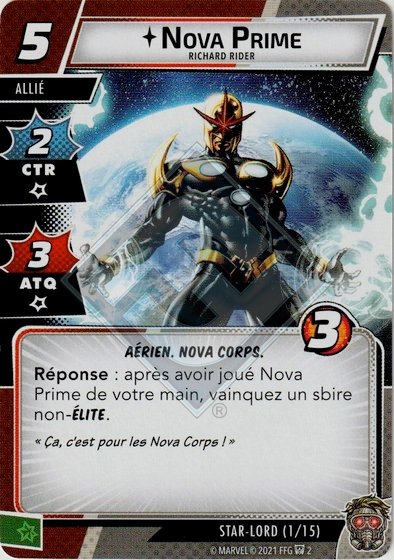 5
NOVA PRIME
RICHARD RIDER
ALLIÉ
2
CTR
3
ATQ
3
AÉRIEN. NOVA CORPS.
Réponse : après avoir joué Nova
Prime de votre main, vainquez un sbire
non-ÉLITE.
« Ça, c'est pour les Nova Corps ! »
STAR-LORD (1/15)
© MARVEL © 2021 FFG 2